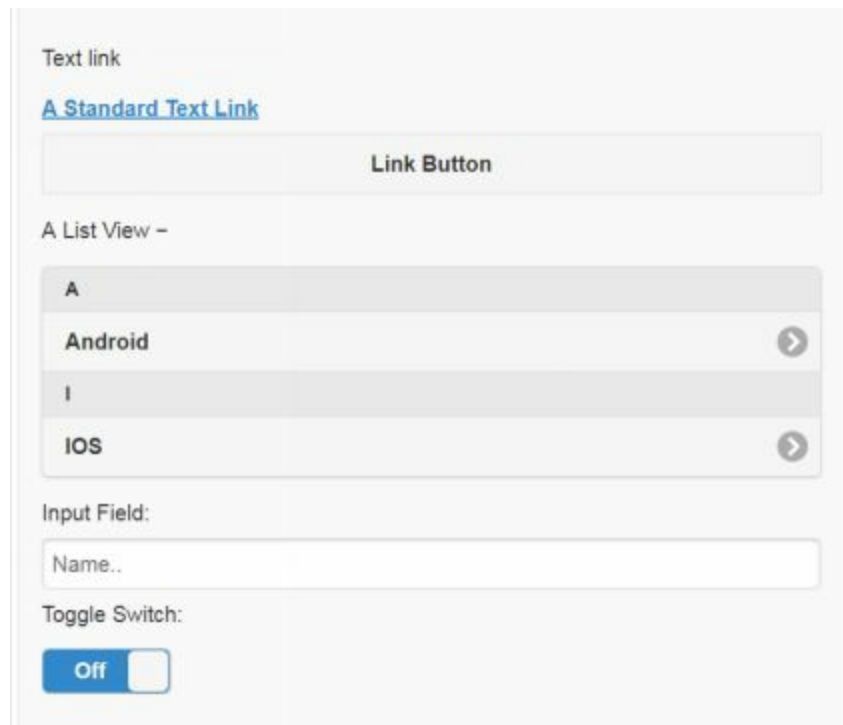 Text link
A Standard Text Link
Link Button
A List View –
A
Android
I
IOS
Input Field:
Name..
Toggle Switch:
Off